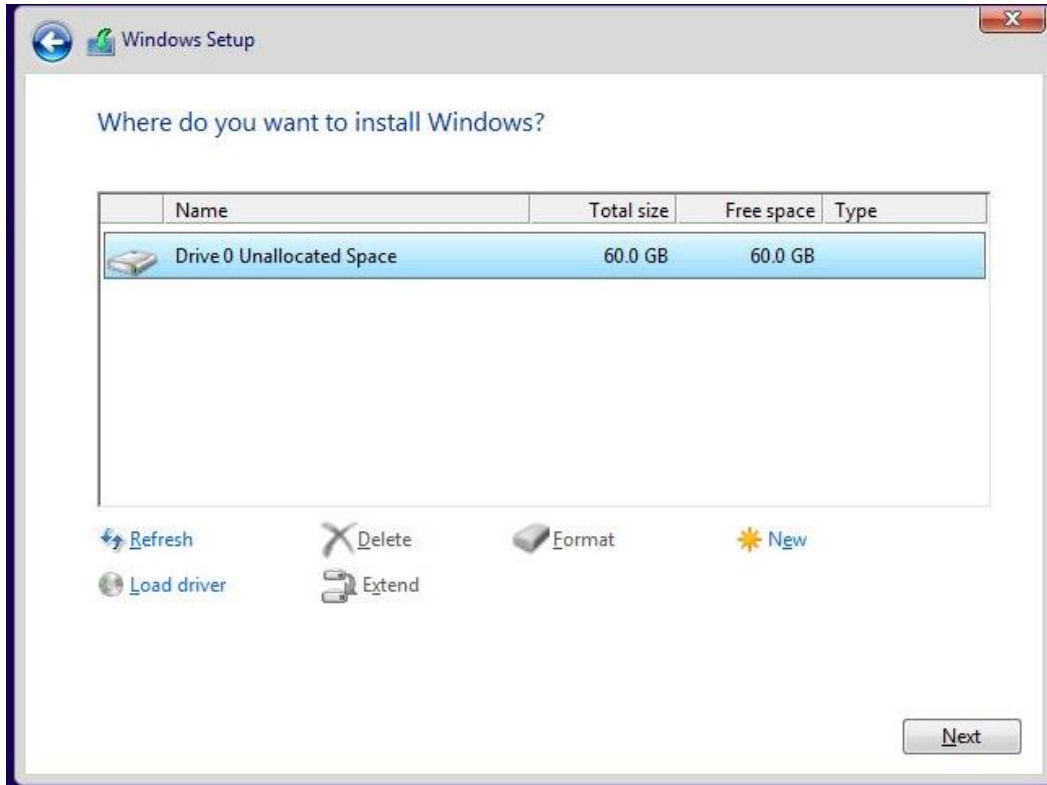 Windows Setup
Where do you want to install Windows?
Name Total size Free space Type
Drive 0 Unallocated Space 60.0 GB 60.0 GB
Refresh Delete Format New
Load driver Extend
Next